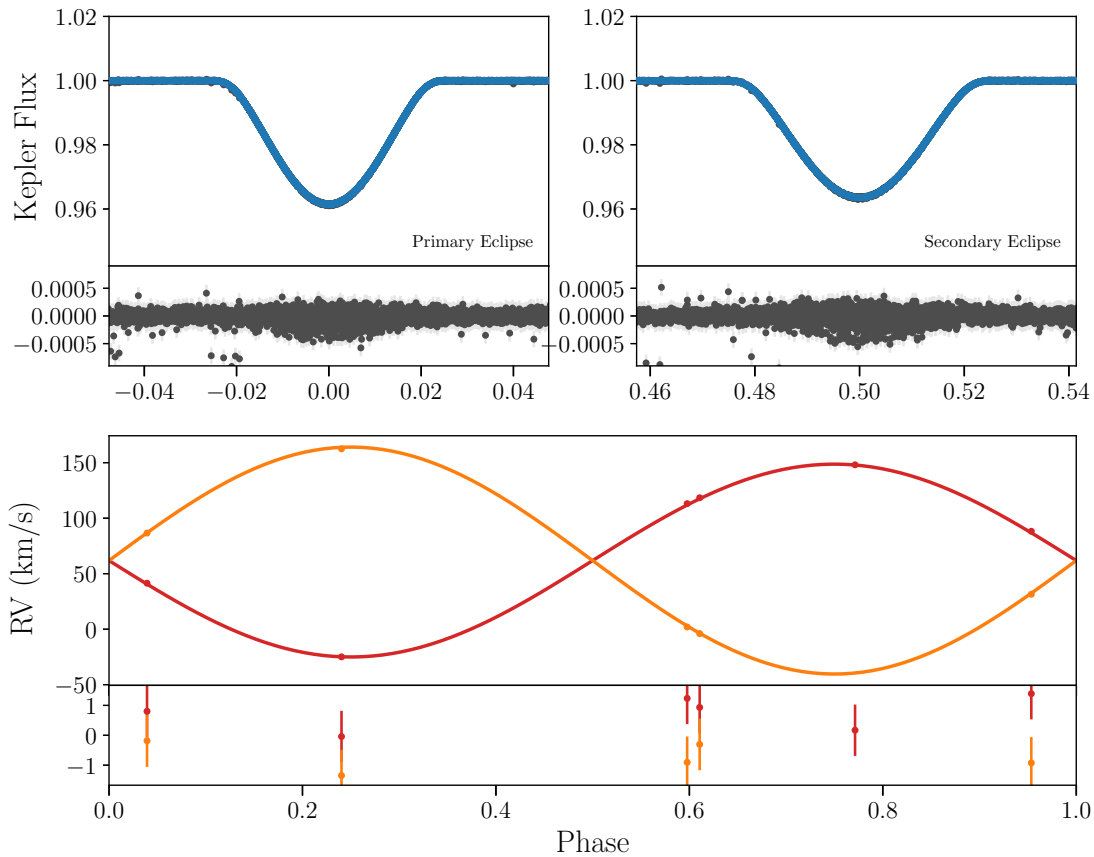 1.02
1.00
0.98
0.96
Kepler Flux
Primary Eclipse
1.02
1.00
0.98
0.96
Secondary Eclipse
0.0005
0.0000
−0.0005
−0.04 −0.02 0.00 0.02 0.04
0.0005
0.0000
−0.0005
0.46 0.48 0.50 0.52 0.54
150
100
50
0
−50
RV (km/s)
1
0
−1
0.0 0.2 0.4 0.6 0.8 1.0
Phase